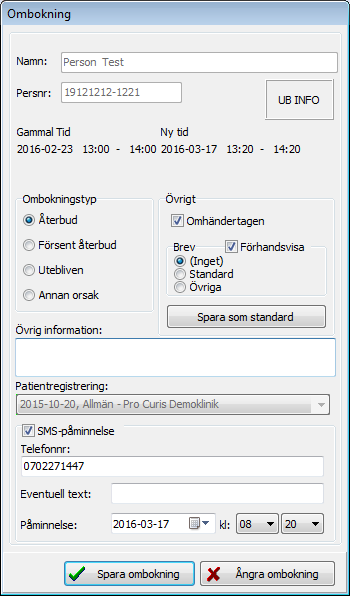 Ombokning
Namn: Person Test
Persnr: 19121212-1221
UB INFO
Gammal Tid Ny tid
2016-02-23 13:00 - 14:00 2016-03-17 13:20 - 14:20
Ombokningstyp
Återbud
Försent återbud
Utebliven
Annan orsak
Övrigt
Omhändertagen
Brev Förhandsvisa
(Inget)
Standard
Övriga
Spara som standard
Övrig information:
Patientregistrering:
2015-10-20, Allmän - Pro Curis Demoklinik
SMS-påminnelse
Telefonnr:
0702271447
Eventuell text:
Påminnelse: 2016-03-17 kl: 08 20
Spara ombokning Ångra ombokning